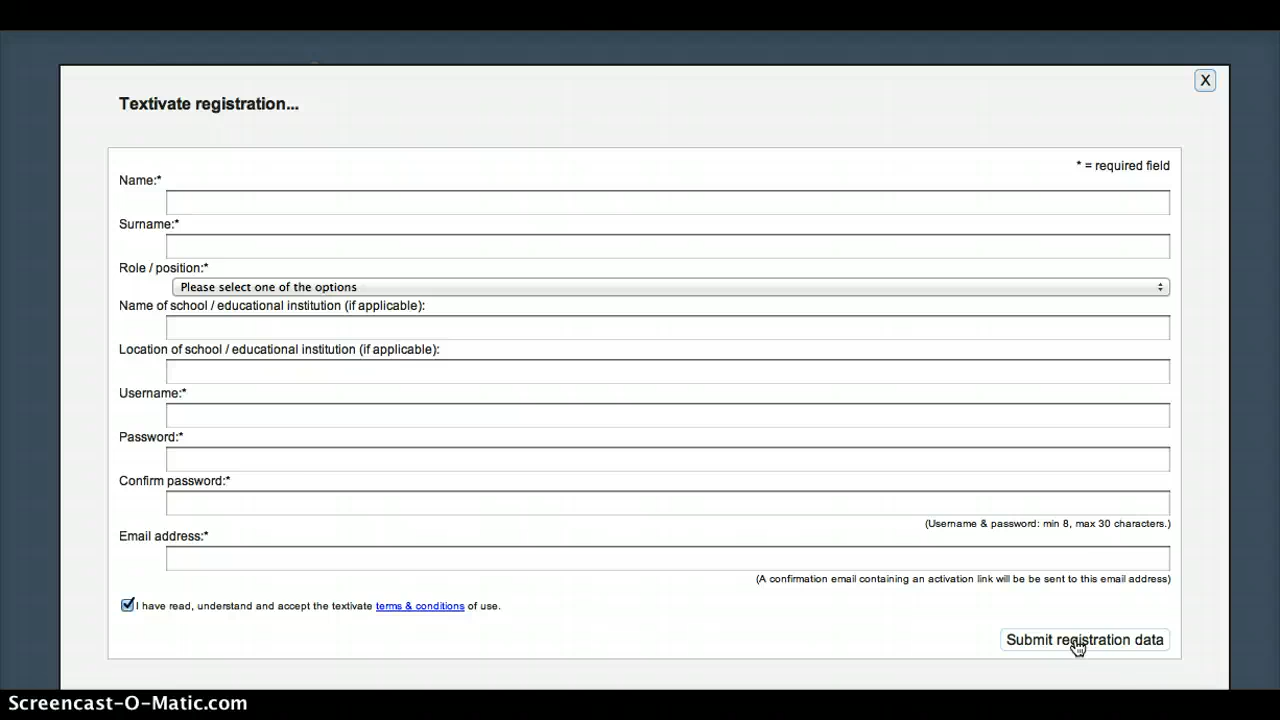 X
Textivate registration...
* = required field
Name:*
Surname:*
Role / position:*
Please select one of the options
Name of school / educational institution (if applicable):
Location of school / educational institution (if applicable):
Username:*
Password:*
Confirm password:*
(Username & password: min 8, max 30 characters.)
Email address:*
(A confirmation email containing an activation link will be be sent to this email address)
I have read, understand and accept the textivate terms & conditions of use.
Submit registration data
Screencast-O-Matic.com